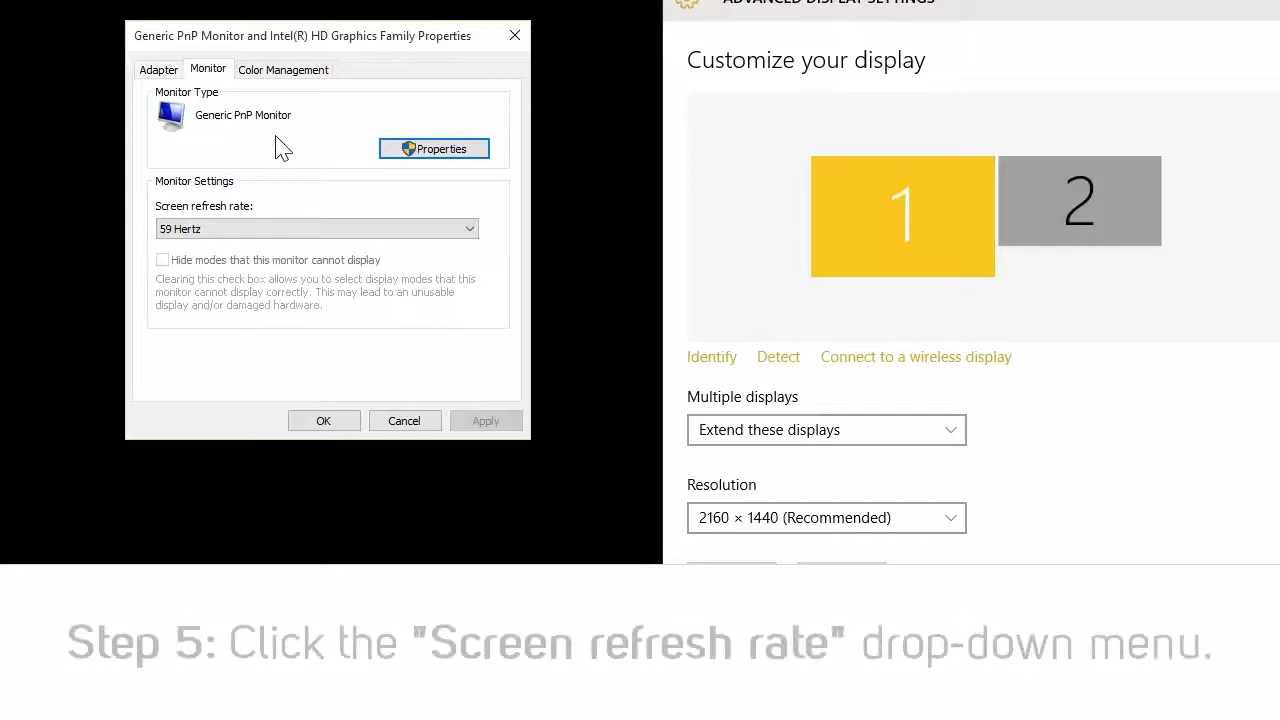 Generic PnP Monitor and Intel(R) HD Graphics Family Properties
Adapter
Monitor
Color Management
Monitor Type
Generic PnP Monitor
Properties
Monitor Settings
Screen refresh rate:
59 Hertz
Hide modes that this monitor cannot display
Clearing this check box allows you to select display modes that this
monitor cannot display correctly. This may lead to an unusable
display and/or damaged hardware.
OK
Cancel
Apply
ADVANCED DISPLAY SETTINGS
Customize your display
1
2
Identify
Detect
Connect to a wireless display
Multiple displays
Extend these displays
Resolution
2160 × 1440 (Recommended)
Step 5: Click the "Screen refresh rate" drop-down menu.